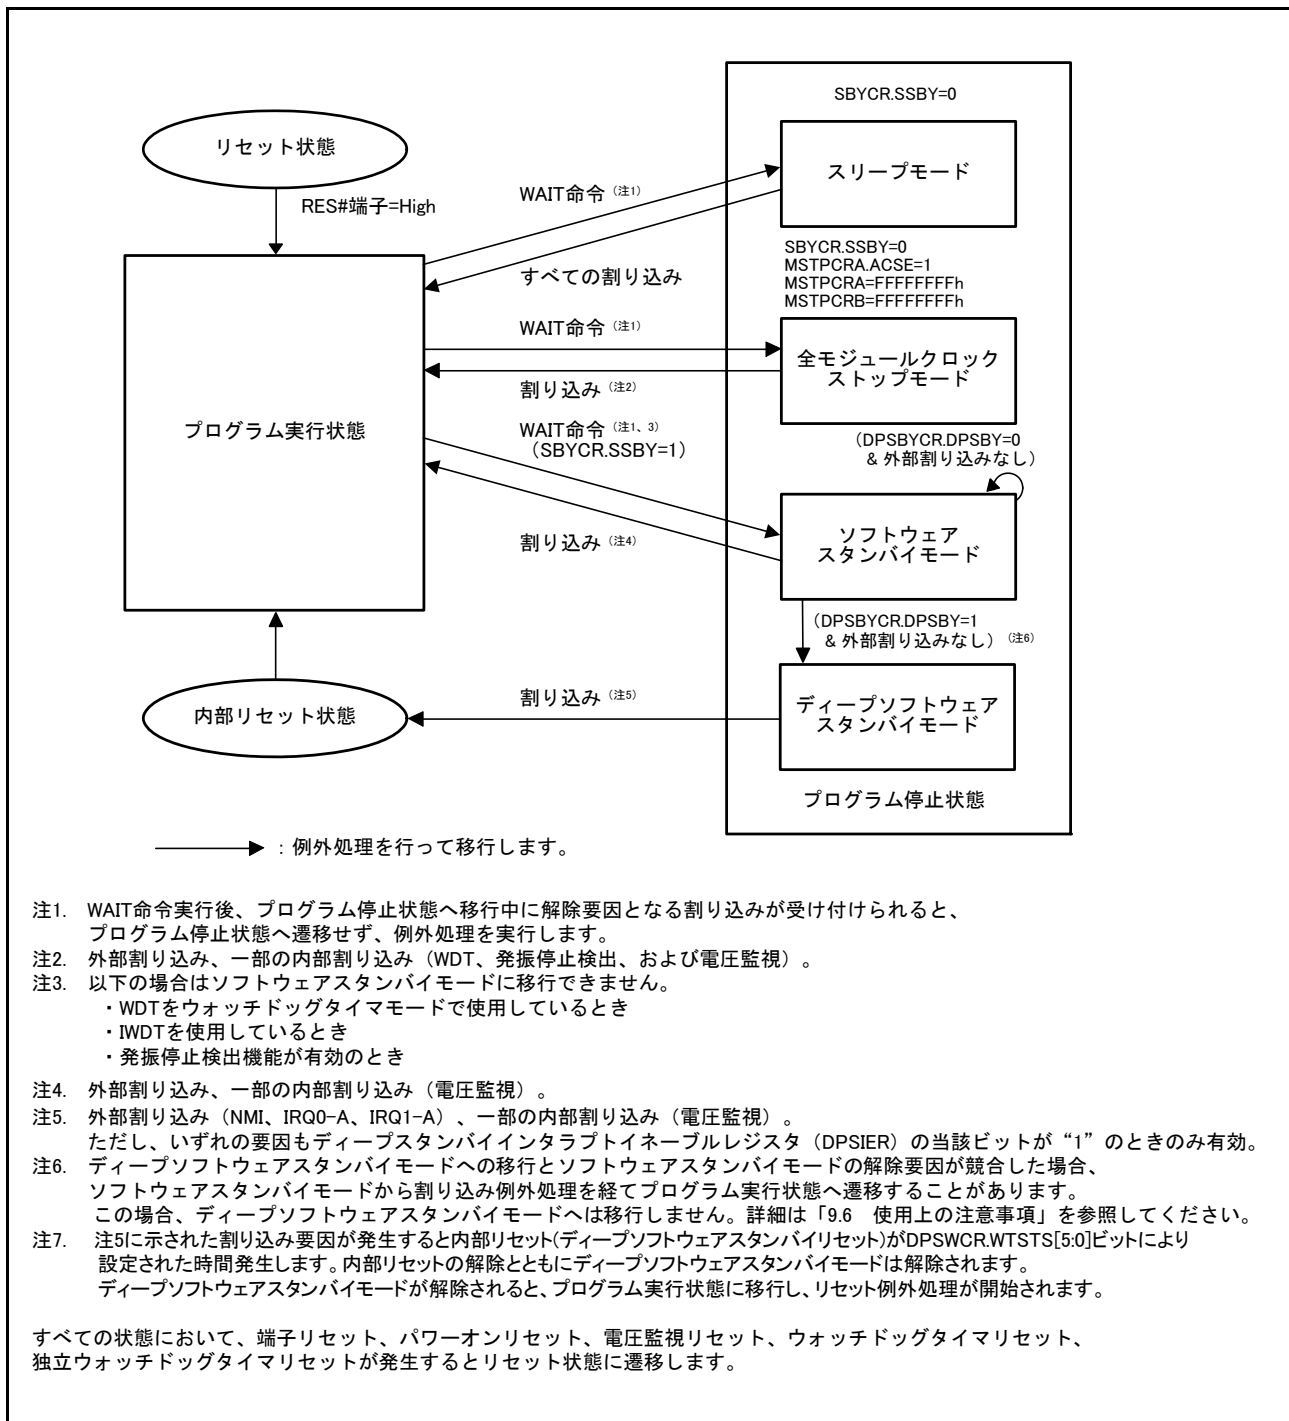 SBYCR.SSBY=0
リセット状態
スリープモード
WAIT命令（注1）
RES#端子=High
すべての割り込み
SBYCR.SSBY=0
MSTPCRA.ACSE=1
MSTPCRA=FFFFFFFFh
MSTPCRB=FFFFFFFFh
WAIT命令（注1）
全モジュールクロック
ストップモード
割り込み（注2）
プログラム実行状態
WAIT命令（注1、3）
（SBYCR.SSBY=1）
（DPSBYCR.DPSBY=0
& 外部割り込みなし）
割り込み（注4）
ソフトウェア
スタンバイモード
（DPSBYCR.DPSBY=1
& 外部割り込みなし）（注6）
内部リセット状態
割り込み（注5）
ディープソフトウェア
スタンバイモード
プログラム停止状態
：例外処理を行って移行します。
注1. WAIT命令実行後、プログラム停止状態へ移行中に解除要因となる割り込みが受け付けられると、
プログラム停止状態へ遷移せず、例外処理を実行します。
注2. 外部割り込み、一部の内部割り込み（WDT、発振停止検出、および電圧監視）。
注3. 以下の場合はソフトウェアスタンバイモードに移行できません。
・WDTをウォッチドッグタイマモードで使用しているとき
・IWDTを使用しているとき
・発振停止検出機能が有効のとき
注4. 外部割り込み、一部の内部割り込み（電圧監視）。
注5. 外部割り込み（NMI、IRQ0-A、IRQ1-A）、一部の内部割り込み（電圧監視）。
ただし、いずれの要因もディープスタンバイインタラプトイネーブルレジスタ（DPSIER）の当該ビットが“1”のときのみ有効。
注6. ディープソフトウェアスタンバイモードへの移行とソフトウェアスタンバイモードの解除要因が競合した場合、
ソフトウェアスタンバイモードから割り込み例外処理を経てプログラム実行状態へ遷移することがあります。
この場合、ディープソフトウェアスタンバイモードへは移行しません。詳細は「9.6　使用上の注意事項」を参照してください。
注7. 注5に示された割り込み要因が発生すると内部リセット(ディープソフトウェアスタンバイリセット)がDPSWCR.WTSTS[5:0]ビットにより
設定された時間発生します。内部リセットの解除とともにディープソフトウェアスタンバイモードは解除されます。
ディープソフトウェアスタンバイモードが解除されると、プログラム実行状態に移行し、リセット例外処理が開始されます。
すべての状態において、端子リセット、パワーオンリセット、電圧監視リセット、ウォッチドッグタイマリセット、
独立ウォッチドッグタイマリセットが発生するとリセット状態に遷移します。